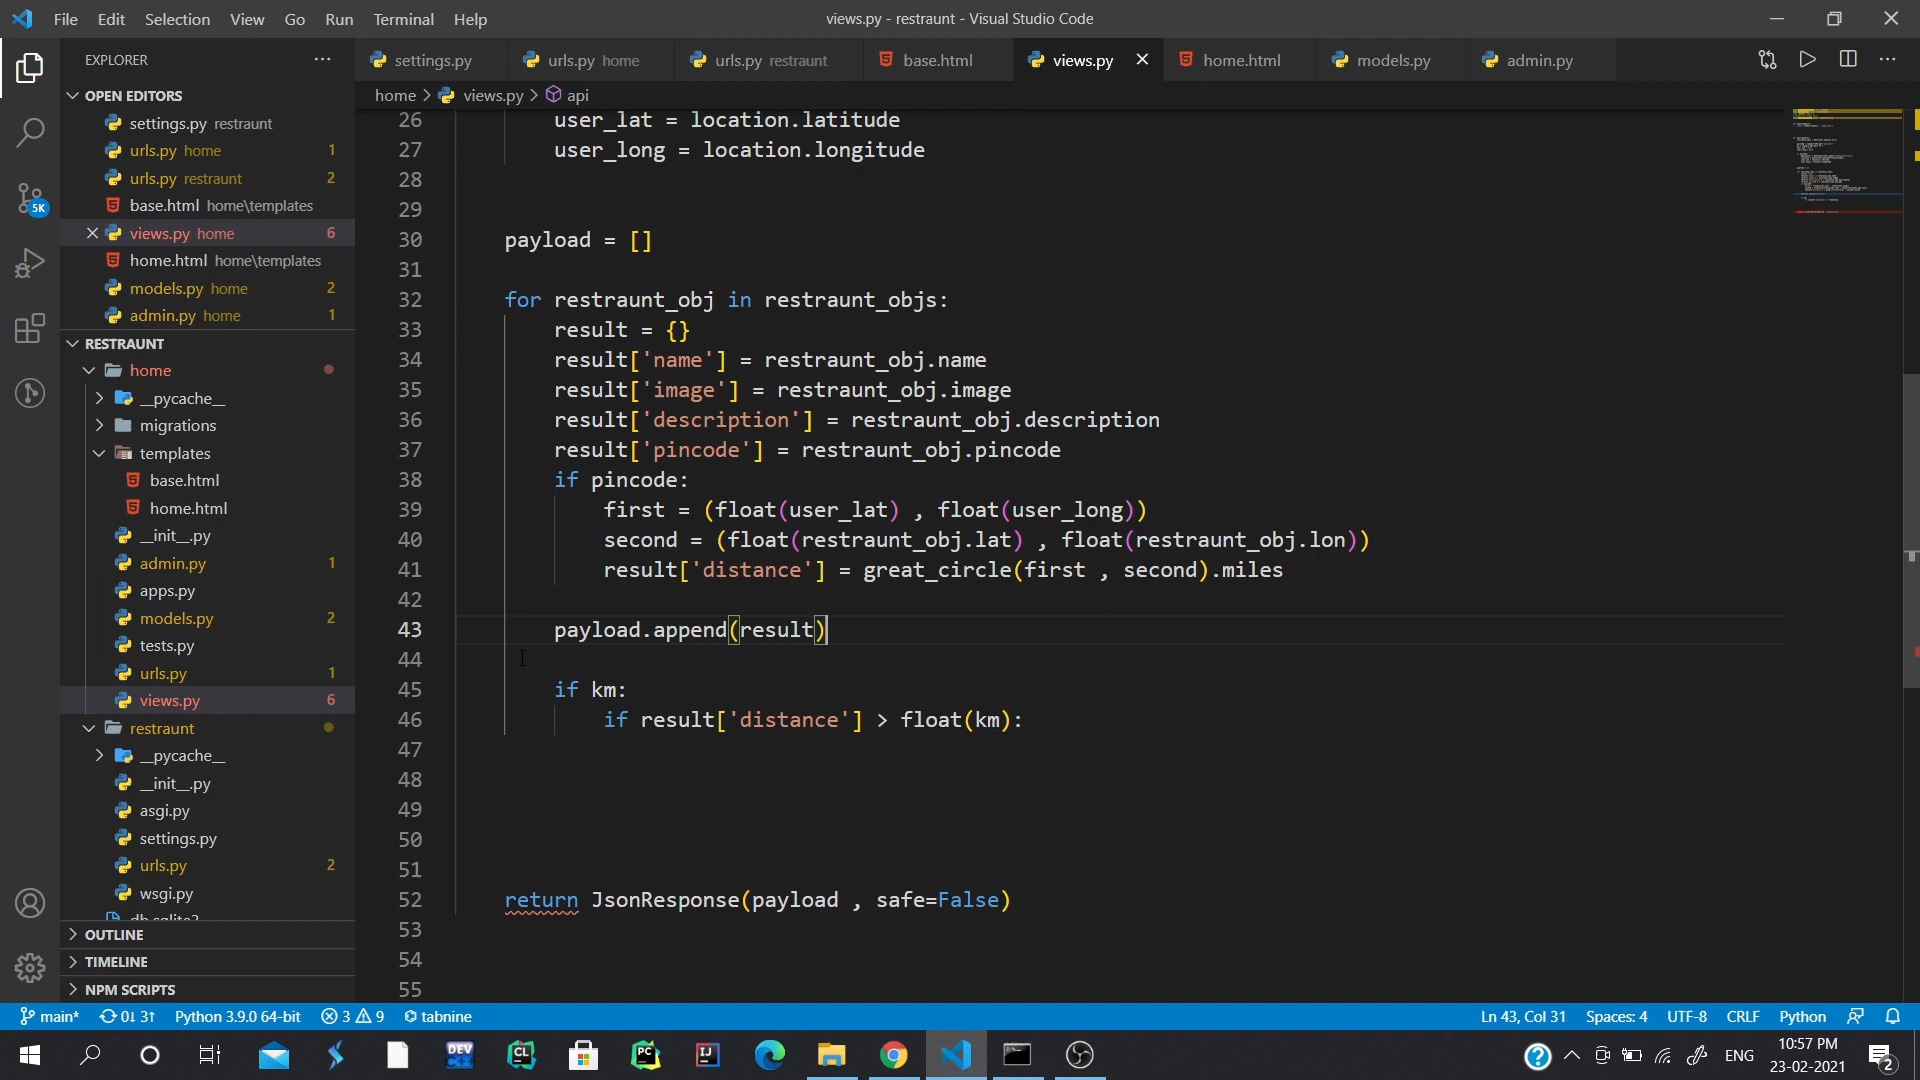 File Edit Selection View Go Run Terminal Help
views.py - restraunt - Visual Studio Code
EXPLORER
OPEN EDITORS
settings.py restraunt
urls.py home 1
urls.py restraunt 2
base.html home\templates
views.py home 6
home.html home\templates
models.py home 2
admin.py home 1
RESTRAUNT
home
__pycache__
migrations
templates
base.html
home.html
__init__.py
admin.py 1
apps.py
models.py 2
tests.py
urls.py 1
views.py 6
restraunt
__pycache__
__init__.py
asgi.py
settings.py
urls.py 2
wsgi.py
db.sqlite3
OUTLINE
TIMELINE
NPM SCRIPTS
5K
settings.py urls.py home urls.py restraunt base.html views.py home.html models.py admin.py
home > views.py > api
26 user_lat = location.latitude
27 user_long = location.longitude
28
29
30 payload = []
31
32 for restraunt_obj in restraunt_objs:
33 result = {}
34 result['name'] = restraunt_obj.name
35 result['image'] = restraunt_obj.image
36 result['description'] = restraunt_obj.description
37 result['pincode'] = restraunt_obj.pincode
38 if pincode:
39 first = (float(user_lat) , float(user_long))
40 second = (float(restraunt_obj.lat) , float(restraunt_obj.lon))
41 result['distance'] = great_circle(first , second).miles
42
43 payload.append(result)
44
45 if km:
46 if result['distance'] > float(km):
47
48
49
50
51
52 return JsonResponse(payload , safe=False)
53
54
55
main* 0↓ 3↑ Python 3.9.0 64-bit 3 9 tabnine
Ln 43, Col 31 Spaces: 4 UTF-8 CRLF Python
DEV C++ CL PC IJ
ENG 10:57 PM
23-02-2021 2